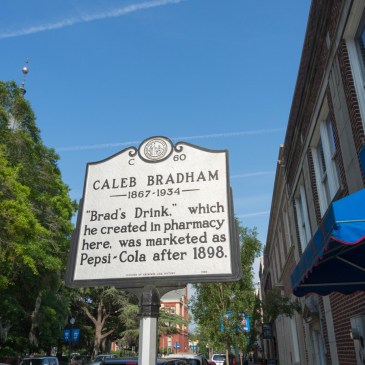 C 60
CALEB BRADHAM
1867-1934
"Brad's Drink," which
he created in pharmacy
here, was marketed as
Pepsi-Cola after 1898.